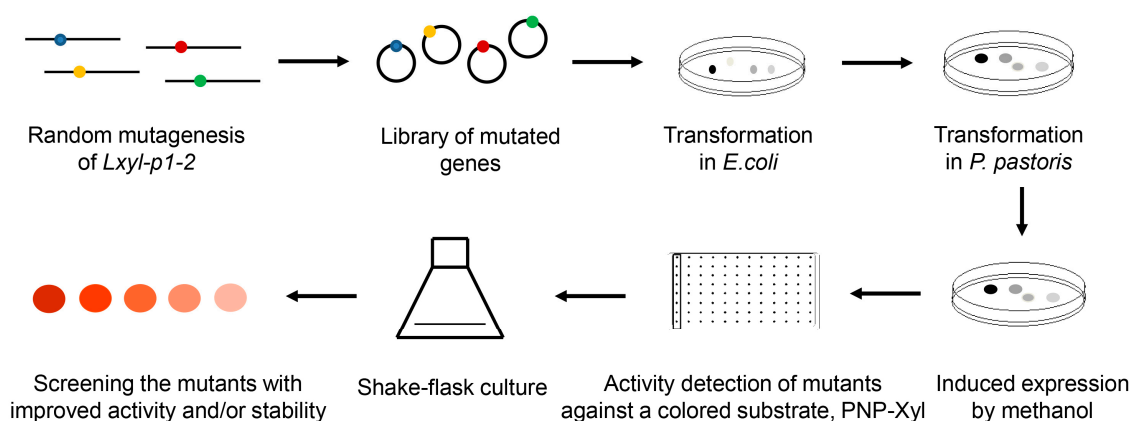 Random mutagenesis
of Lxyl-p1-2
Library of mutated
genes
Transformation
in E.coli
Transformation
in P. pastoris
Induced expression
by methanol
Activity detection of mutants
against a colored substrate, PNP-Xyl
Shake-flask culture
Screening the mutants with
improved activity and/or stability